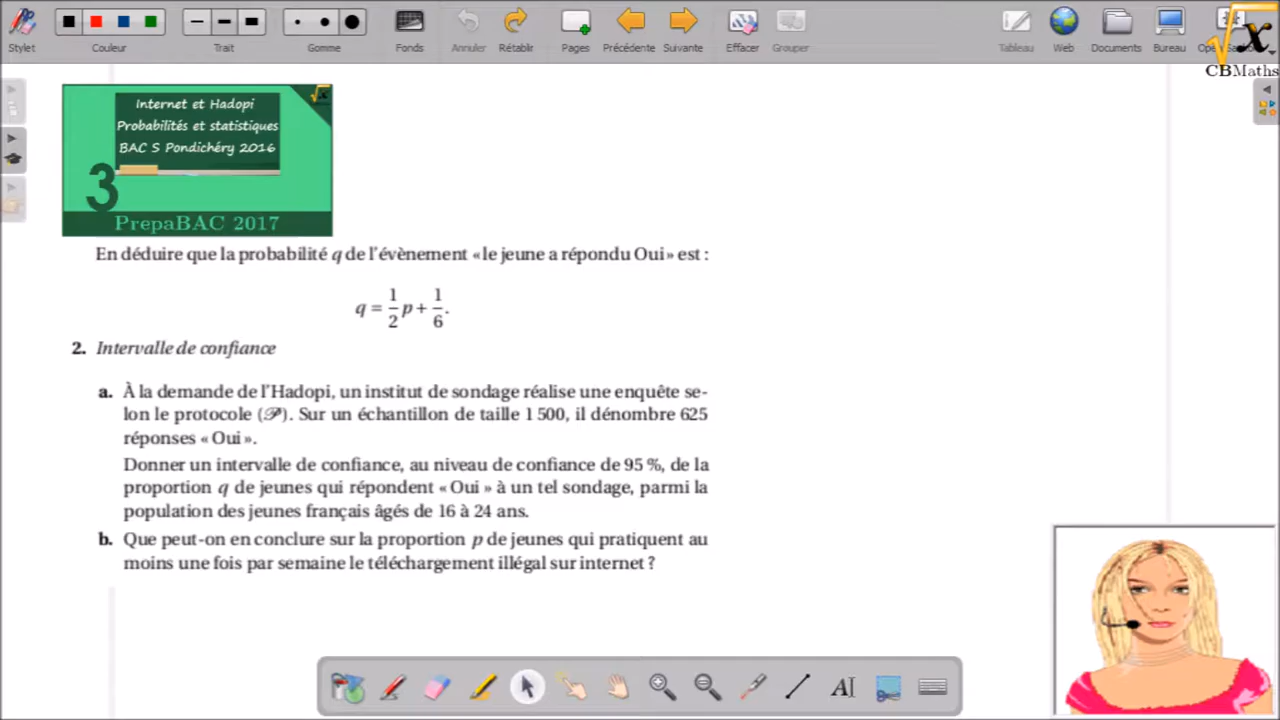 Stylet Couleur Trait Gomme Fonds Annuler Rétablir Pages Précédente Suivante Effacer Grouper Tableau Web Documents Bureau
CBMaths
Internet et Hadopi
Probabilités et statistiques
BAC S Pondichéry 2016
3
PrepaBAC 2017
En déduire que la probabilité q de l'évènement « le jeune a répondu Oui » est :
q = 1/2 p + 1/6.
2. Intervalle de confiance
a. À la demande de l'Hadopi, un institut de sondage réalise une enquête se-
lon le protocole (𝒫). Sur un échantillon de taille 1 500, il dénombre 625
réponses « Oui ».
Donner un intervalle de confiance, au niveau de confiance de 95 %, de la
proportion q de jeunes qui répondent « Oui » à un tel sondage, parmi la
population des jeunes français âgés de 16 à 24 ans.
b. Que peut-on en conclure sur la proportion p de jeunes qui pratiquent au
moins une fois par semaine le téléchargement illégal sur internet ?